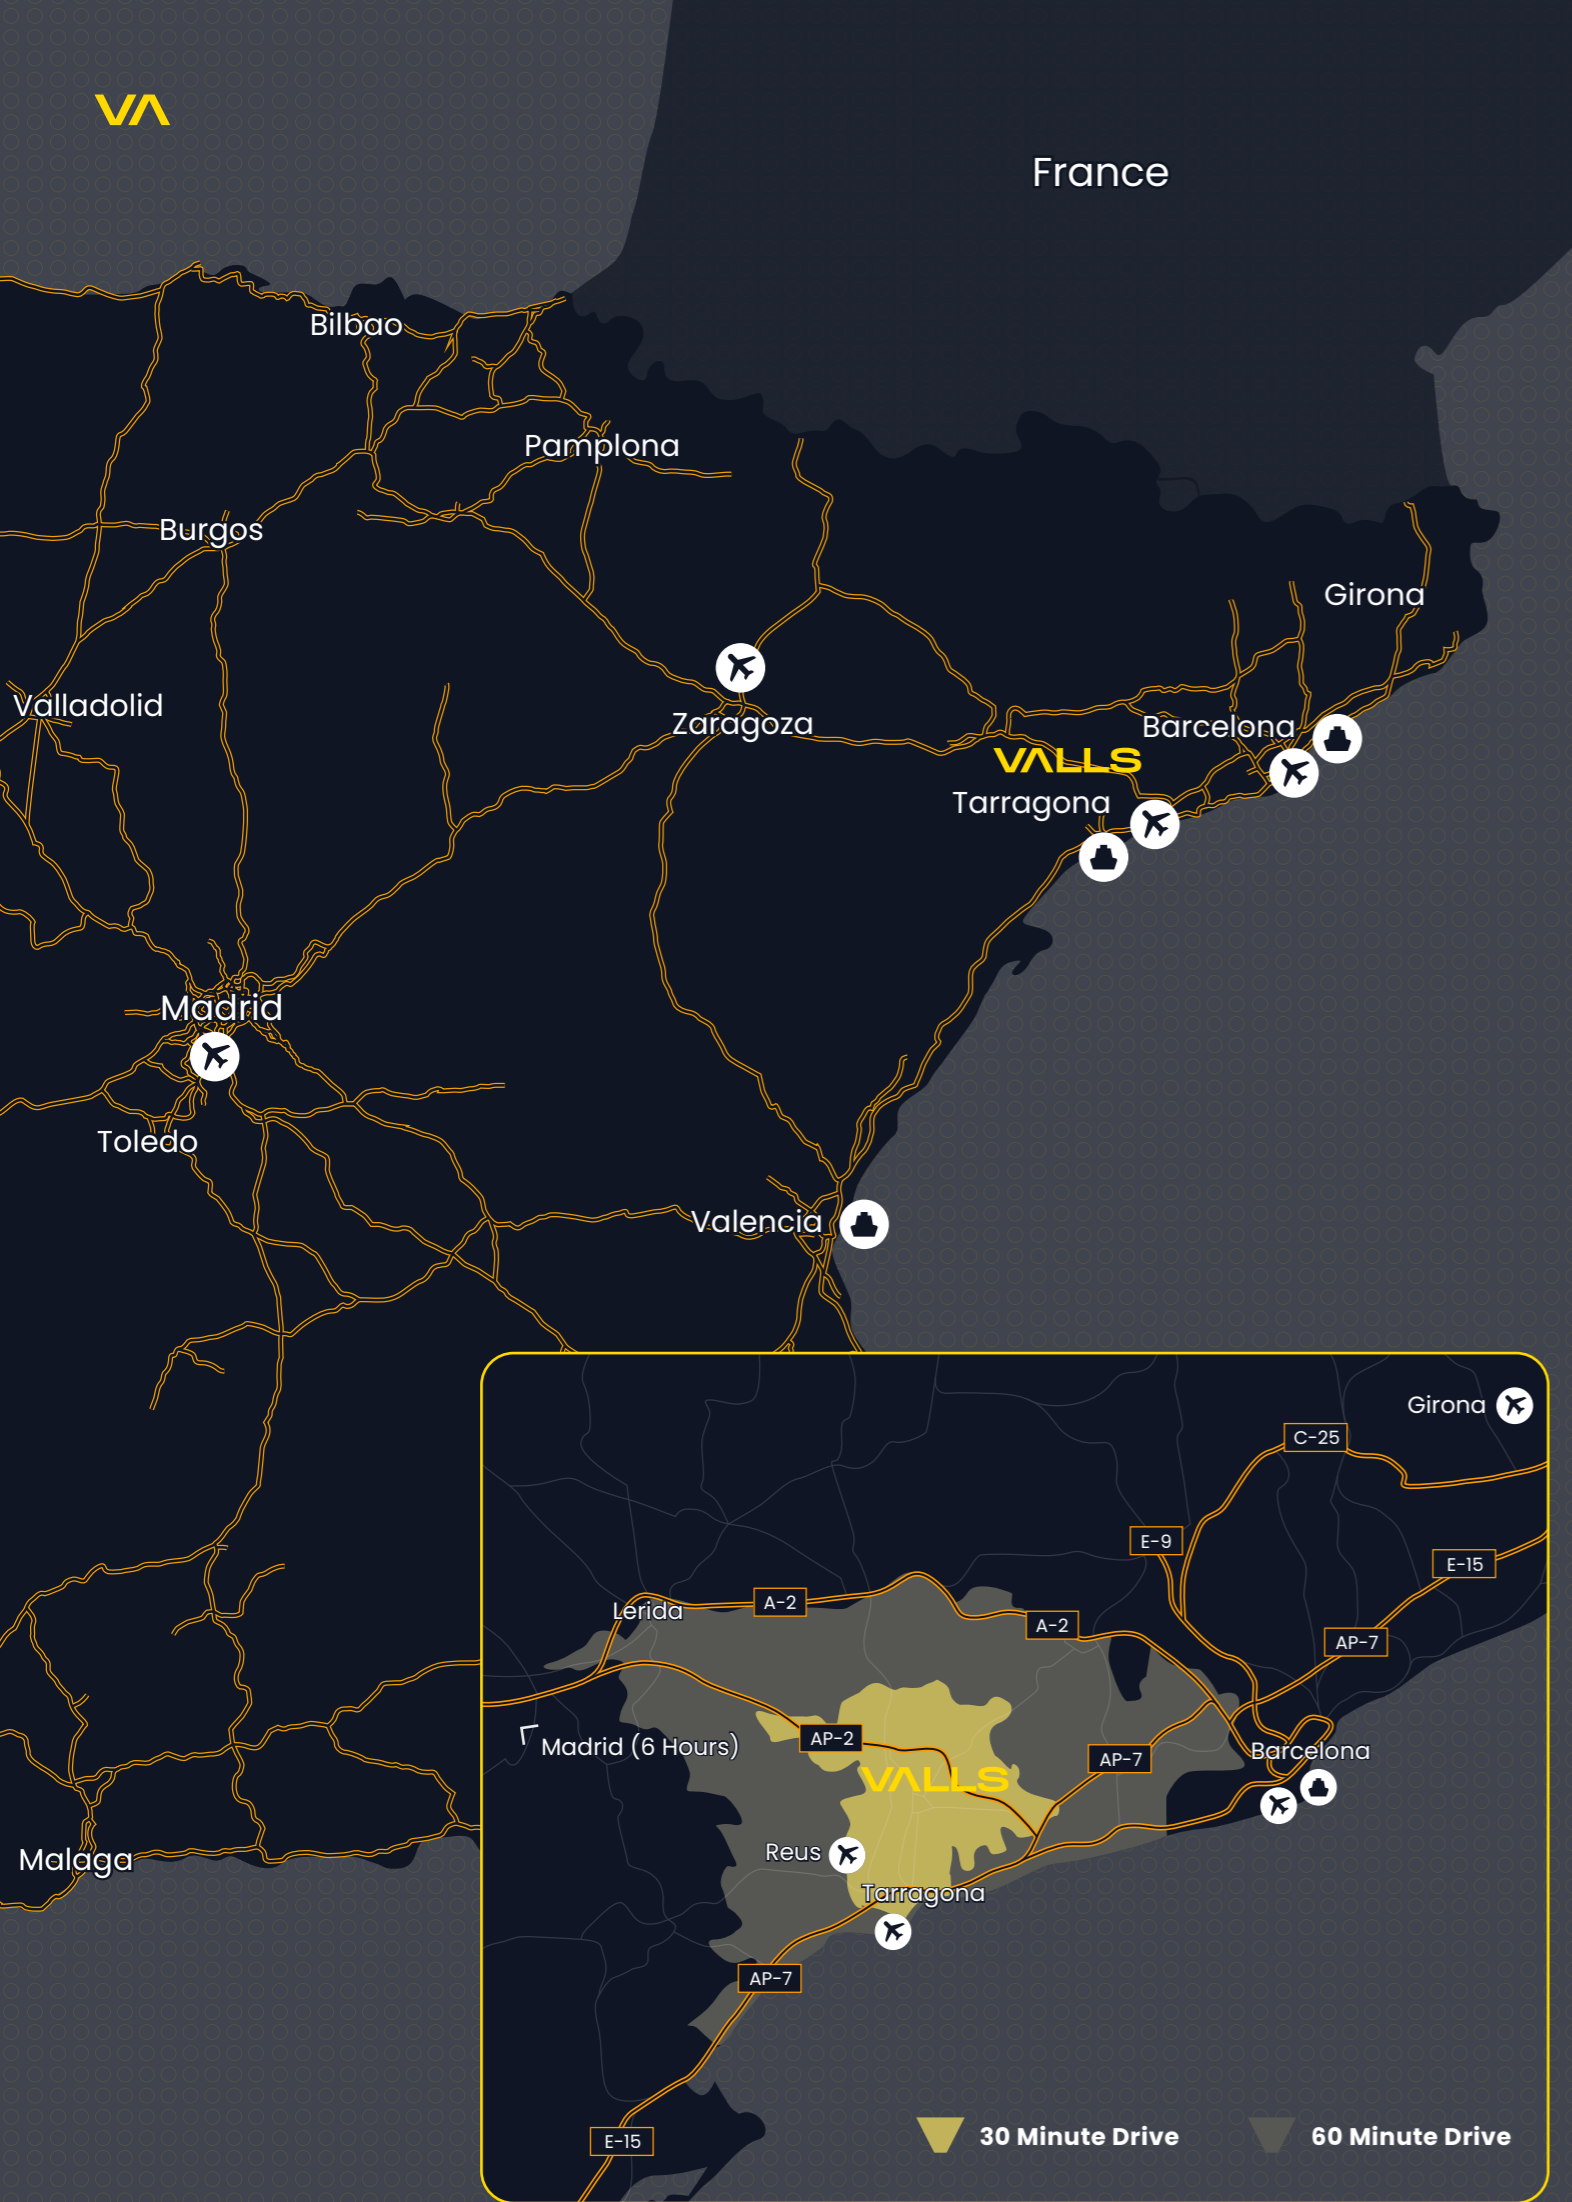 VA
France
Bilbao
Pamplona
Burgos
Girona
Valladolid
Zaragoza
Barcelona
VALLS
Tarragona
Madrid
Toledo
Valencia
Malaga
Girona
C-25
E-9
E-15
A-2
Lerida
A-2
AP-7
AP-2
Madrid (6 Hours)
AP-7
Barcelona
VALLS
Reus
Tarragona
AP-7
E-15
30 Minute Drive
60 Minute Drive